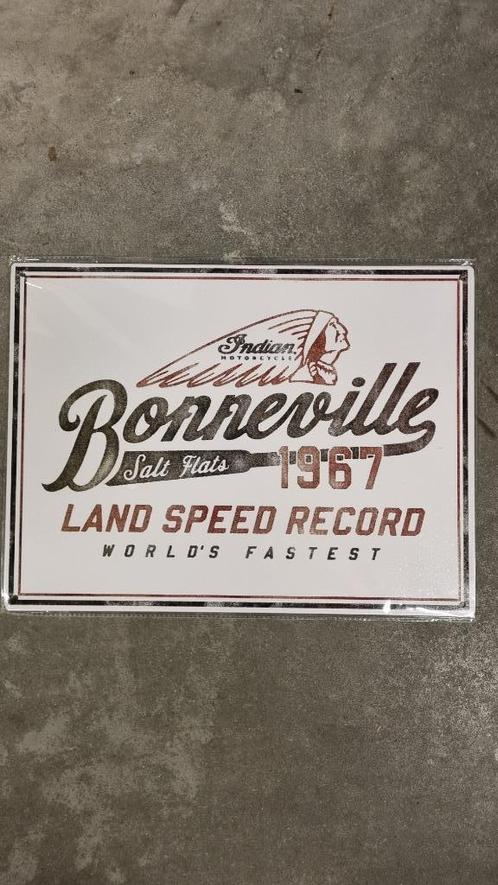 Indian
MOTORCYCLE
Bonneville
Salt Flats 1967
LAND SPEED RECORD
WORLD'S FASTEST